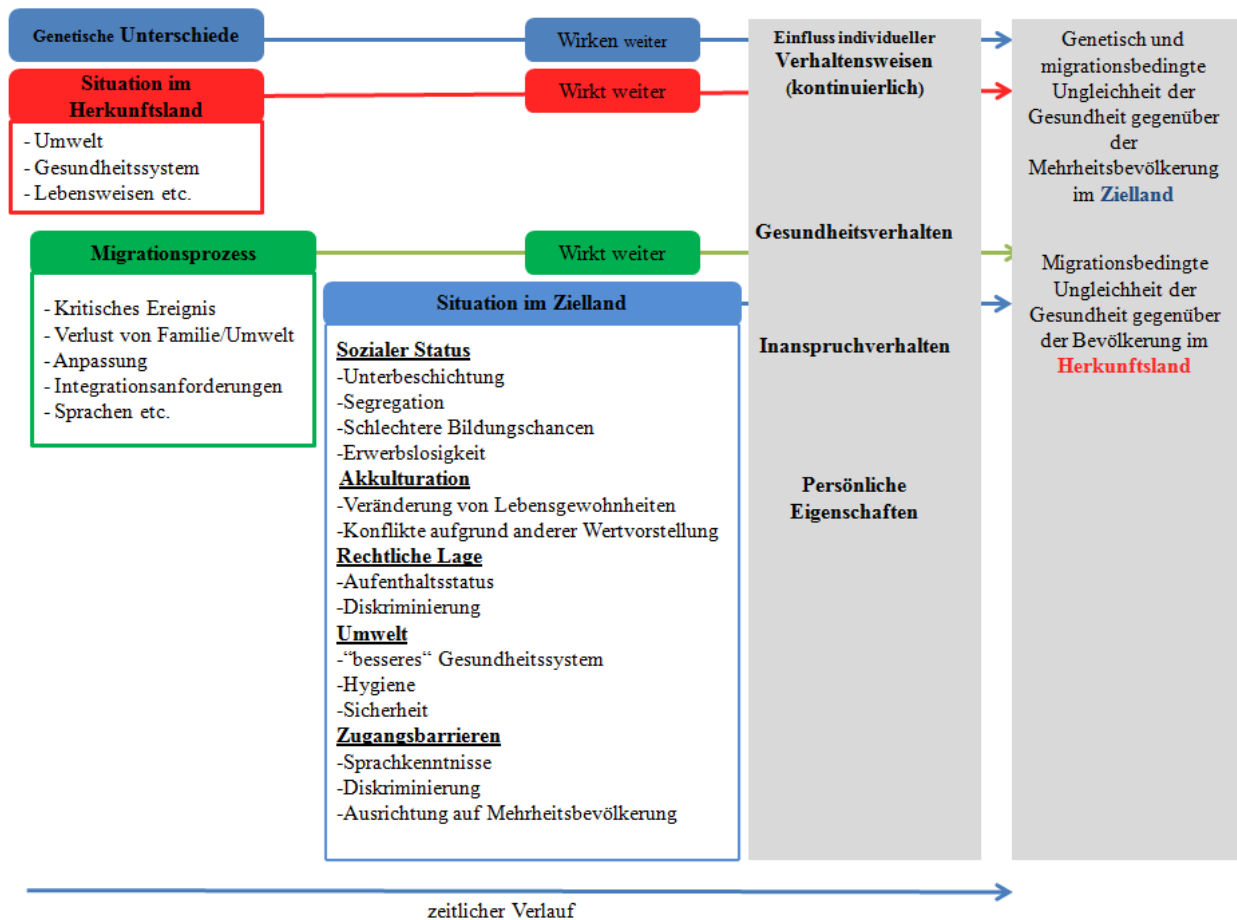 Genetische Unterschiede
Wirken weiter
Situation im
Herkunftsland
Wirkt weiter
- Umwelt
- Gesundheitssystem
- Lebensweisen etc.
Migrationsprozess
Wirkt weiter
- Kritisches Ereignis
- Verlust von Familie/Umwelt
- Anpassung
- Integrationsanforderungen
- Sprachen etc.
Situation im Zielland
Sozialer Status
-Unterbeschichtung
-Segregation
-Schlechtere Bildungschancen
-Erwerbslosigkeit
Akkulturation
-Veränderung von Lebensgewohnheiten
-Konflikte aufgrund anderer Wertvorstellung
Rechtliche Lage
-Aufenthaltsstatus
-Diskriminierung
Umwelt
-“besseres“ Gesundheitssystem
-Hygiene
-Sicherheit
Zugangsbarrieren
-Sprachkenntnisse
-Diskriminierung
-Ausrichtung auf Mehrheitsbevölkerung
Einfluss individueller
Verhaltensweisen
(kontinuierlich)
Gesundheitsverhalten
Inanspruchverhalten
Persönliche
Eigenschaften
Genetisch und
migrationsbedingte
Ungleichheit der
Gesundheit gegenüber
der
Mehrheitsbevölkerung
im Zielland
Migrationsbedingte
Ungleichheit der
Gesundheit gegenüber
der Bevölkerung im
Herkunftsland
zeitlicher Verlauf